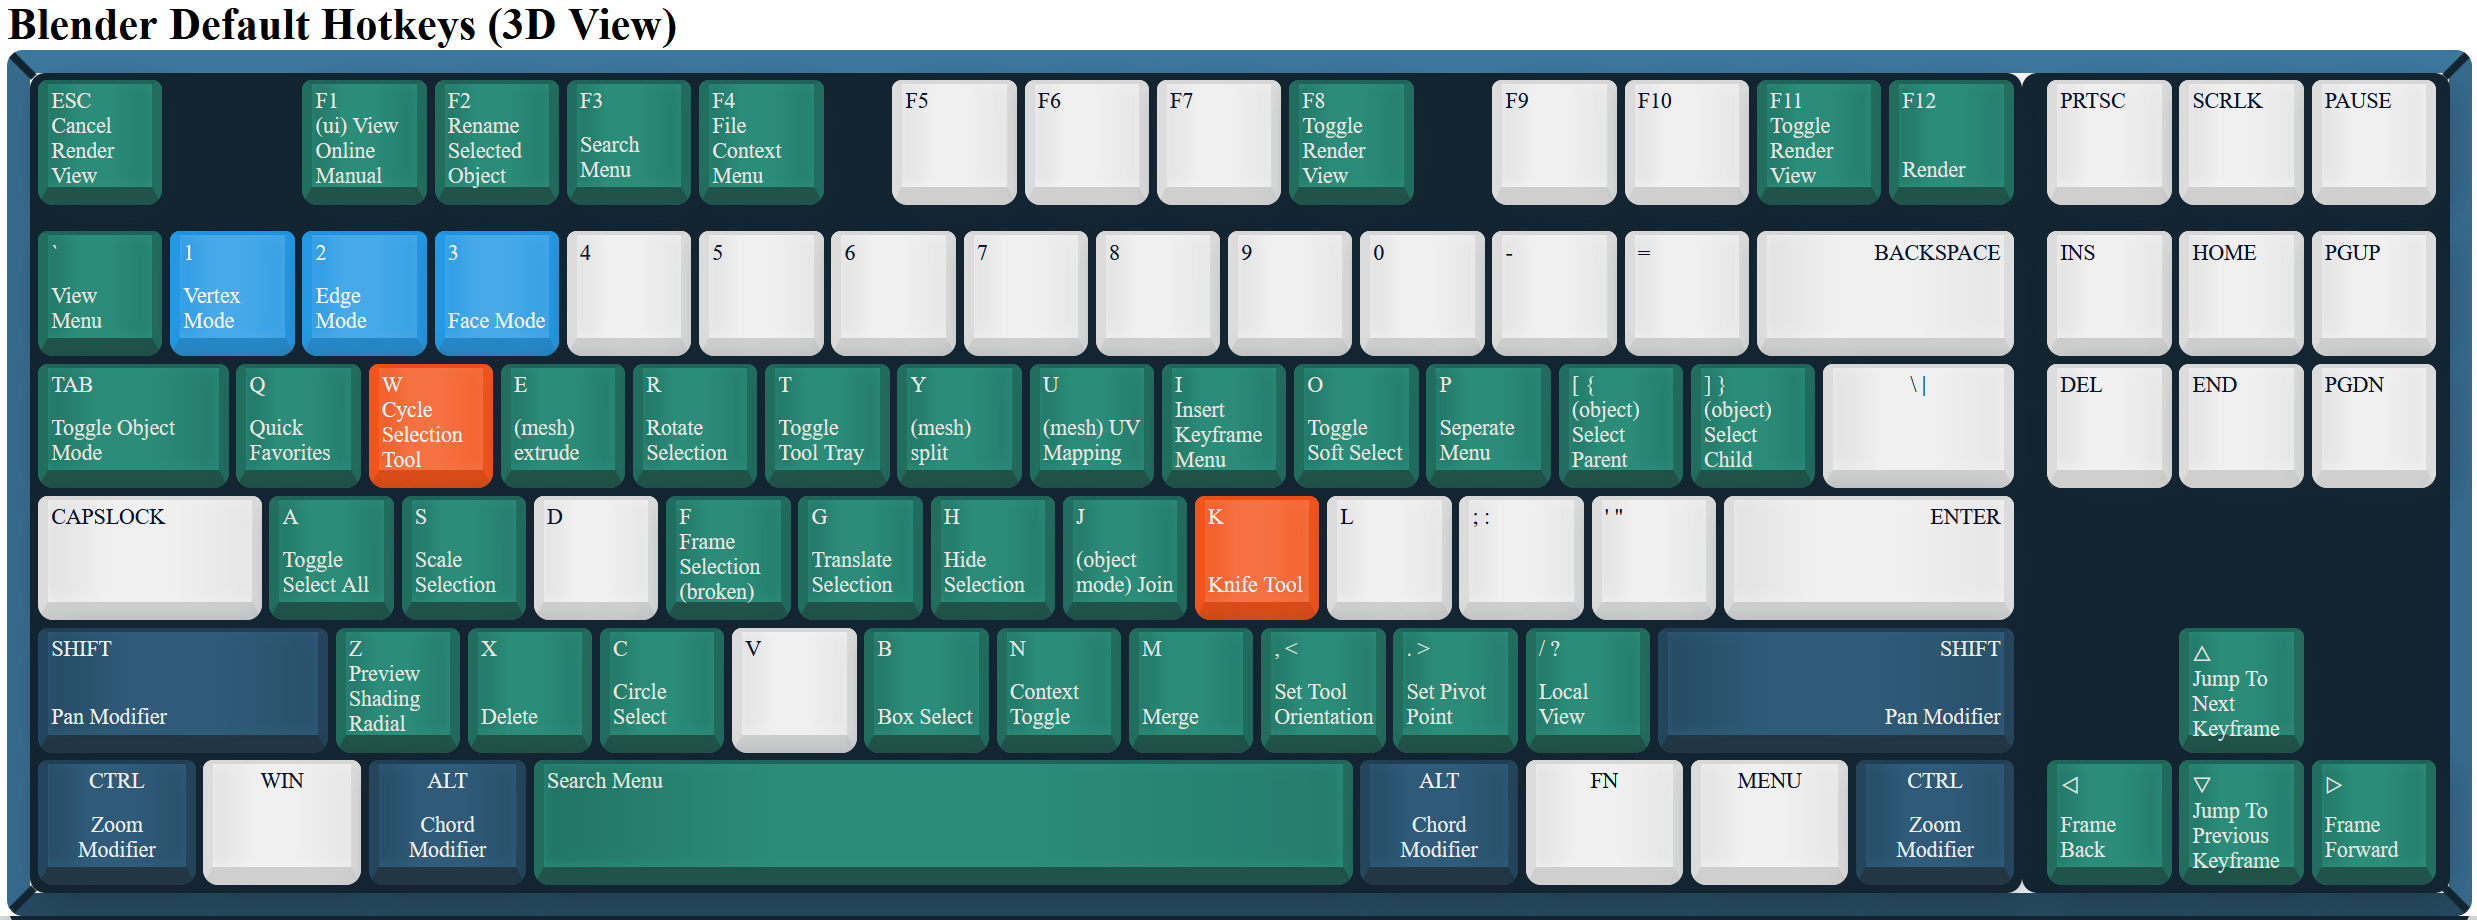 Blender Default Hotkeys (3D View)
ESC
Cancel
Render
View
F1
(ui) View
Online
Manual
F2
Rename
Selected
Object
F3
Search
Menu
F4
File
Context
Menu
F5
F6
F7
F8
Toggle
Render
View
F9
F10
F11
Toggle
Render
View
F12
Render
PRTSC
SCRLK
PAUSE
`
View
Menu
1
Vertex
Mode
2
Edge
Mode
3
Face Mode
4
5
6
7
8
9
0
-
=
BACKSPACE
INS
HOME
PGUP
TAB
Toggle Object
Mode
Q
Quick
Favorites
W
Cycle
Selection
Tool
E
(mesh)
extrude
R
Rotate
Selection
T
Toggle
Tool Tray
Y
(mesh)
split
U
(mesh) UV
Mapping
I
Insert
Keyframe
Menu
O
Toggle
Soft Select
P
Seperate
Menu
[ {
(object)
Select
Parent
] }
(object)
Select
Child
\ |
DEL
END
PGDN
CAPSLOCK
A
Toggle
Select All
S
Scale
Selection
D
F
Frame
Selection
(broken)
G
Translate
Selection
H
Hide
Selection
J
(object
mode) Join
K
Knife Tool
L
; :
' "
ENTER
SHIFT
Pan Modifier
Z
Preview
Shading
Radial
X
Delete
C
Circle
Select
V
B
Box Select
N
Context
Toggle
M
Merge
, <
Set Tool
Orientation
. >
Set Pivot
Point
/ ?
Local
View
SHIFT
Pan Modifier
△
Jump To
Next
Keyframe
CTRL
Zoom
Modifier
WIN
ALT
Chord
Modifier
Search Menu
ALT
Chord
Modifier
FN
MENU
CTRL
Zoom
Modifier
◁
Frame
Back
▽
Jump To
Previous
Keyframe
▷
Frame
Forward